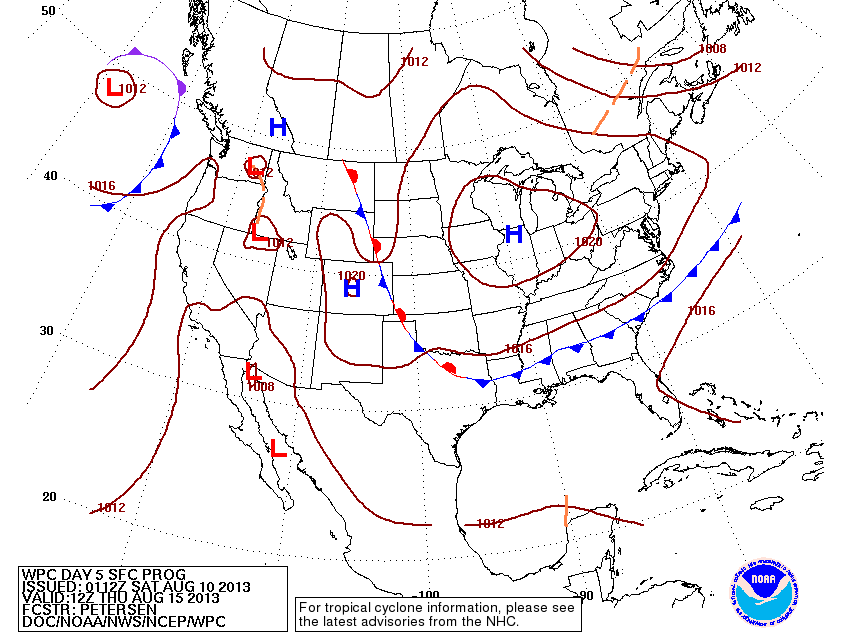 50
1008
1012
1012
L
1012
H
40
1016
L
1012
L
1012
H
1020
1020
H
1016
30
1016
L
1008
L
20
1012
1012
WPC DAY 5 SFC PROG
ISSUED: 0112Z SAT AUG 10 2013
VALID:12Z THU AUG 15 2013
FCSTR: PETERSEN
DOC/NOAA/NWS/NCEP/WPC
-100
-90
For tropical cyclone information, please see
the latest advisories from the NHC.
NOAA